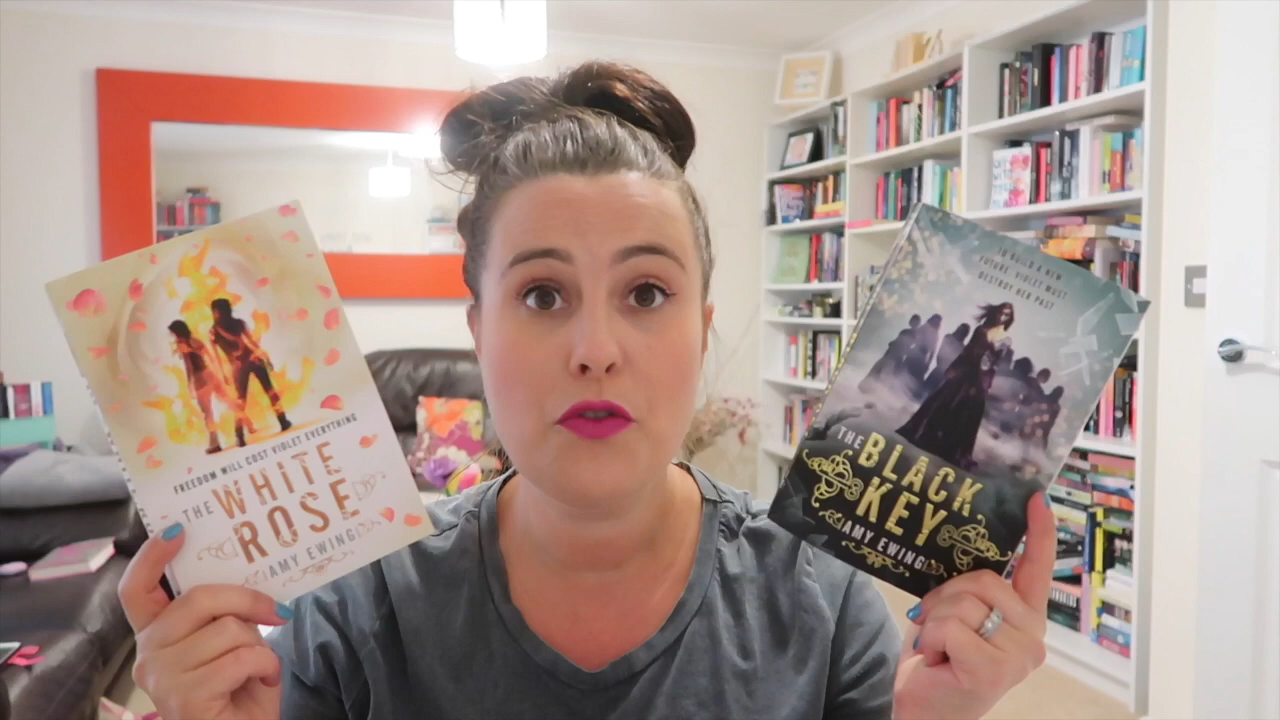 FREEDOM WILL COST VIOLET EVERYTHING
THE WHITE
ROSE
AMY EWING
TO BUILD A NEW
FUTURE, VIOLET MUST
DESTROY HER PAST
THE BLACK
KEY
AMY EWING